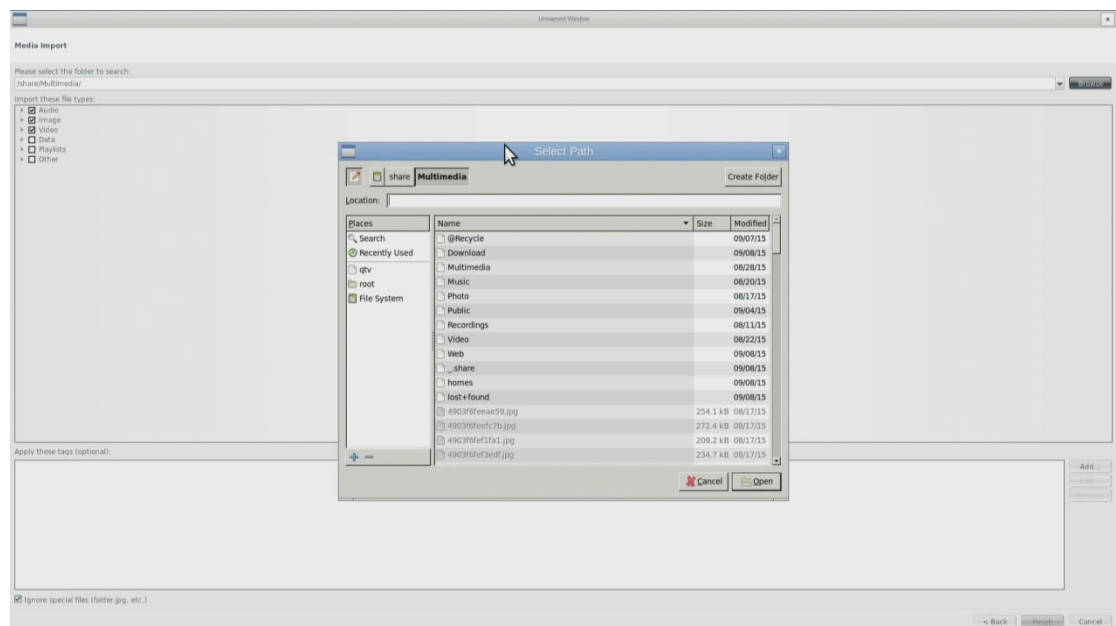 Unnamed Window
Media Import
Please select the folder to search:
/share/Multimedia/
Browse
Import these file types:
Audio
Image
Video
Data
Playlists
Other
Select Path
share Multimedia
Create Folder
Location:
Places
Search
Recently Used
qtv
root
File System
Name Size Modified
@Recycle 09/07/15
Download 09/08/15
Multimedia 08/28/15
Music 08/20/15
Photo 08/17/15
Public 09/04/15
Recordings 08/11/15
Video 08/22/15
Web 09/08/15
_.share 09/08/15
homes 09/08/15
lost+found 09/08/15
4903f6feeae59.jpg 254.1 kB 08/17/15
4903f6feefc7b.jpg 272.4 kB 08/17/15
4903f6fef1fa1.jpg 209.2 kB 08/17/15
4903f6fef3edf.jpg 234.7 kB 08/17/15
Cancel Open
Apply these tags (optional):
Add...
Ignore special files (folder.jpg, etc.)
< Back Finish Cancel